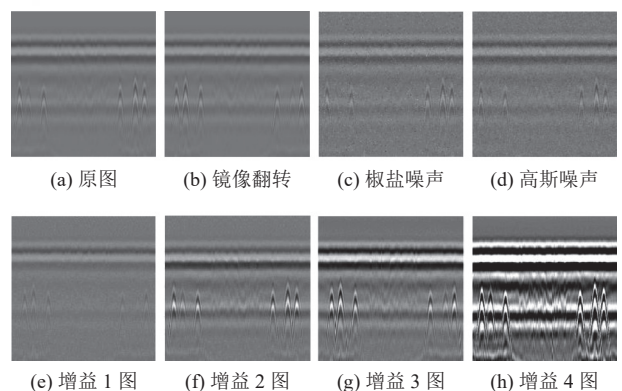 (a) 原图 (b) 镜像翻转 (c) 椒盐噪声 (d) 高斯噪声
(e) 增益 1 图 (f) 增益 2 图 (g) 增益 3 图 (h) 增益 4 图